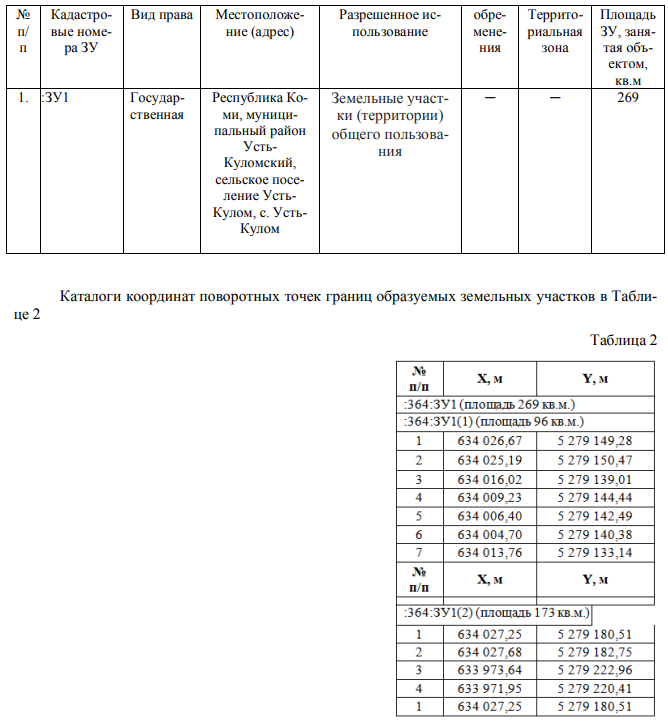 № п/п | Кадастро-вые номе-ра ЗУ | Вид права | Местоположе-ние (адрес) | Разрешенное ис-пользование | обре-мене-ния | Террито-риальная зона | Площадь ЗУ, заня-тая объ-ектом, кв.м
1. | :ЗУ1 | Государ-ственная | Республика Ко-ми, муници-пальный район Усть-Куломский, сельское посе-ление Усть-Кулом, с. Усть-Кулом | Земельные участ-ки (территории) общего пользова-ния | — | — | 269
Каталоги координат поворотных точек границ образуемых земельных участков в Табли-
це 2
Таблица 2
№ п/п | X, м | Y, м
:364:ЗУ1 (площадь 269 кв.м.)
:364:ЗУ1(1) (площадь 96 кв.м.)
1 | 634 026,67 | 5 279 149,28
2 | 634 025,19 | 5 279 150,47
3 | 634 016,02 | 5 279 139,01
4 | 634 009,23 | 5 279 144,44
5 | 634 006,40 | 5 279 142,49
6 | 634 004,70 | 5 279 140,38
7 | 634 013,76 | 5 279 133,14
№ п/п | X, м | Y, м
:364:ЗУ1(2) (площадь 173 кв.м.)
1 | 634 027,25 | 5 279 180,51
2 | 634 027,68 | 5 279 182,75
3 | 633 973,64 | 5 279 222,96
4 | 633 971,95 | 5 279 220,41
1 | 634 027,25 | 5 279 180,51